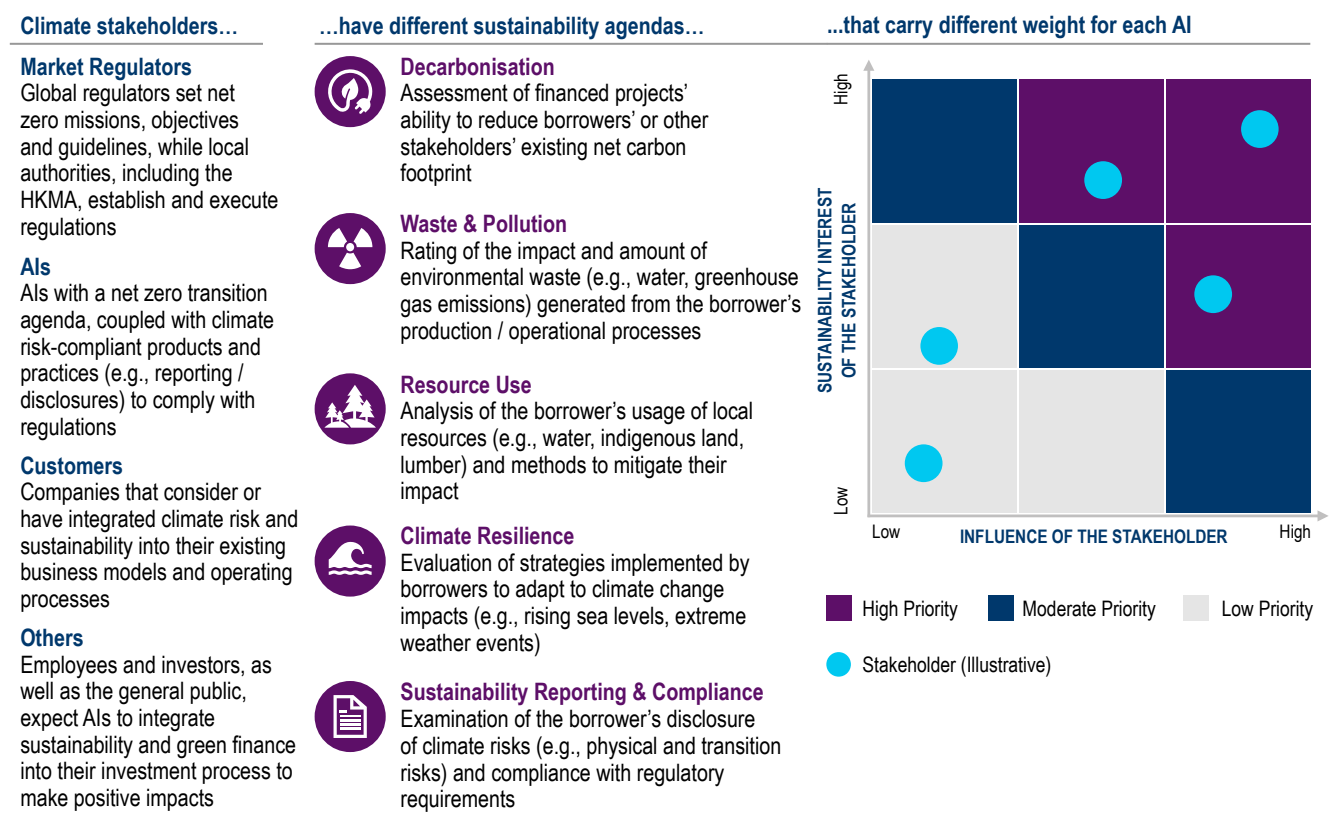 Climate stakeholders…
Market Regulators
Global regulators set net
zero missions, objectives
and guidelines, while local
authorities, including the
HKMA, establish and execute
regulations
AIs
AIs with a net zero transition
agenda, coupled with climate
risk-compliant products and
practices (e.g., reporting /
disclosures) to comply with
regulations
Customers
Companies that consider or
have integrated climate risk and
sustainability into their existing
business models and operating
processes
Others
Employees and investors, as
well as the general public,
expect AIs to integrate
sustainability and green finance
into their investment process to
make positive impacts
…have different sustainability agendas…
Decarbonisation
Assessment of financed projects’
ability to reduce borrowers’ or other
stakeholders’ existing net carbon
footprint
Waste & Pollution
Rating of the impact and amount of
environmental waste (e.g., water, greenhouse
gas emissions) generated from the borrower’s
production / operational processes
Resource Use
Analysis of the borrower’s usage of local
resources (e.g., water, indigenous land,
lumber) and methods to mitigate their
impact
Climate Resilience
Evaluation of strategies implemented by
borrowers to adapt to climate change
impacts (e.g., rising sea levels, extreme
weather events)
Sustainability Reporting & Compliance
Examination of the borrower’s disclosure
of climate risks (e.g., physical and transition
risks) and compliance with regulatory
requirements
...that carry different weight for each AI
High
SUSTAINABILITY INTEREST
OF THE STAKEHOLDER
Low
Low
INFLUENCE OF THE STAKEHOLDER
High
High Priority
Moderate Priority
Low Priority
Stakeholder (Illustrative)